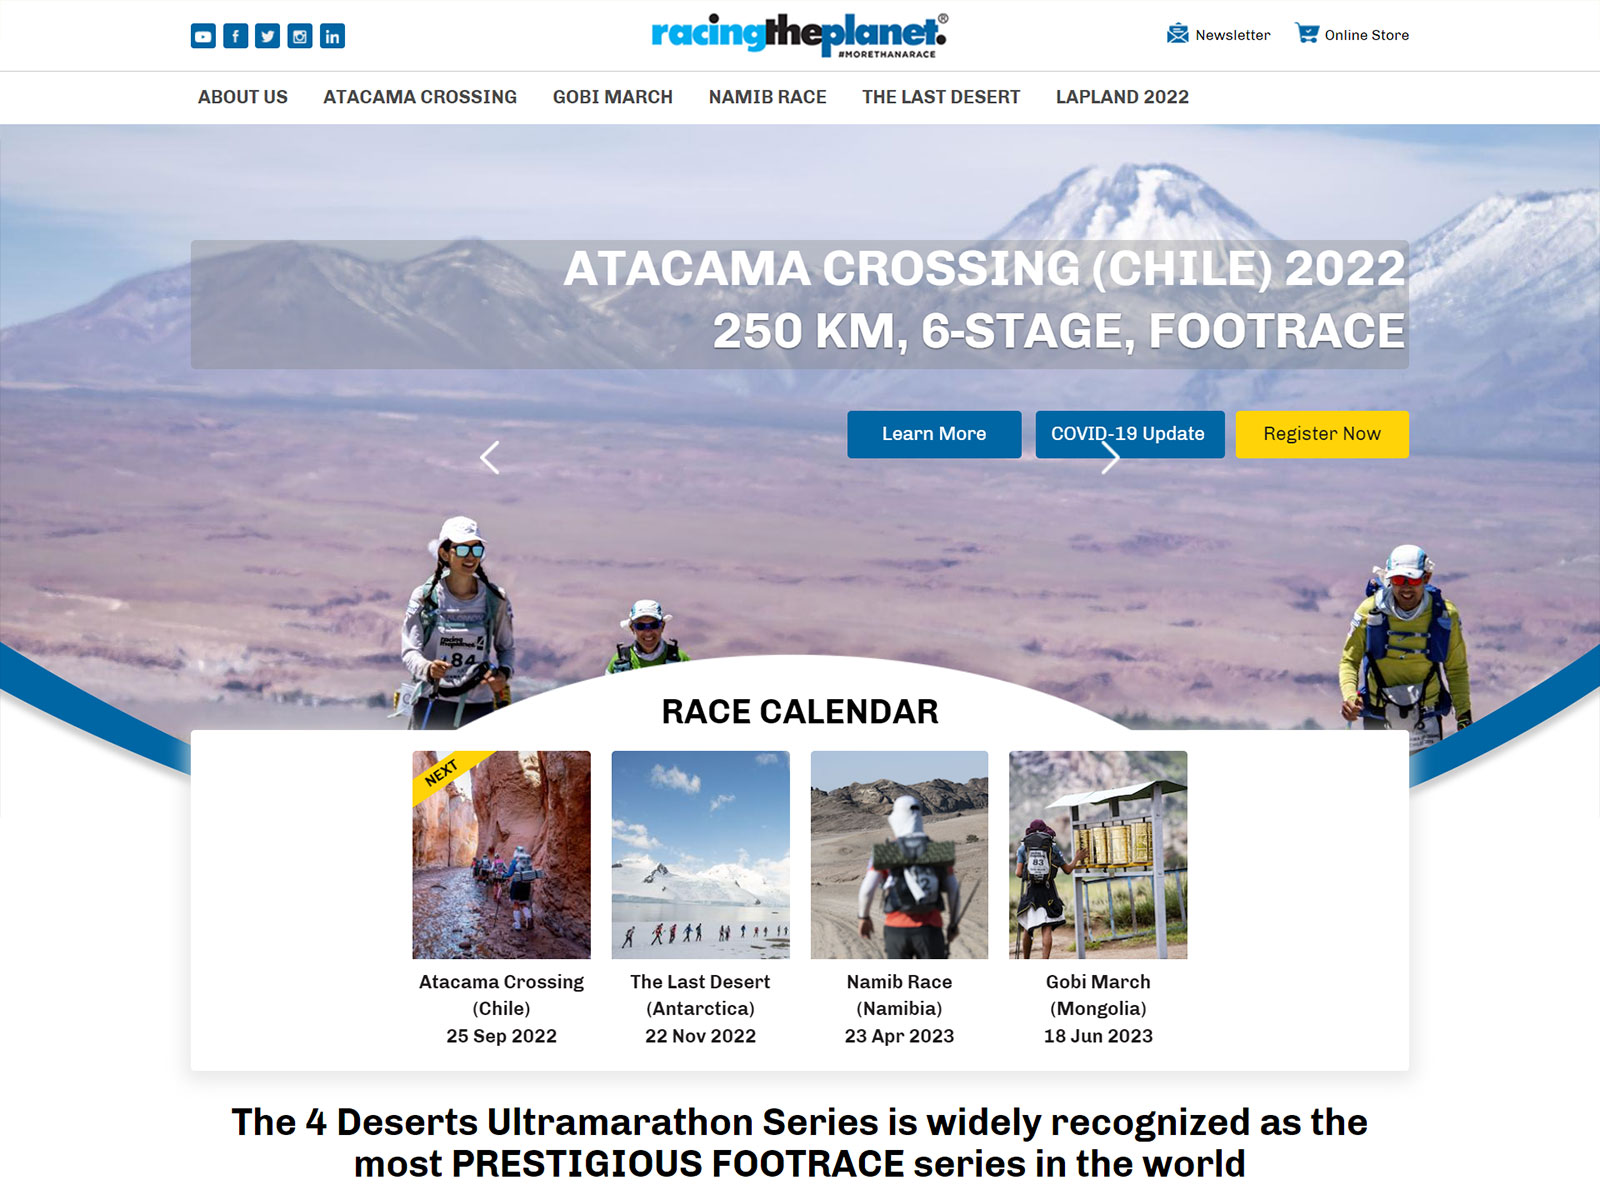 racingtheplanet.®
#MORETHANARACE
Newsletter
Online Store
ABOUT US
ATACAMA CROSSING
GOBI MARCH
NAMIB RACE
THE LAST DESERT
LAPLAND 2022
ATACAMA CROSSING (CHILE) 2022
250 KM, 6-STAGE, FOOTRACE
Learn More
COVID-19 Update
Register Now
racing
theplanet
84
RACE CALENDAR
NEXT
83
Atacama Crossing
(Chile)
25 Sep 2022
The Last Desert
(Antarctica)
22 Nov 2022
Namib Race
(Namibia)
23 Apr 2023
Gobi March
(Mongolia)
18 Jun 2023
The 4 Deserts Ultramarathon Series is widely recognized as the
most PRESTIGIOUS FOOTRACE series in the world